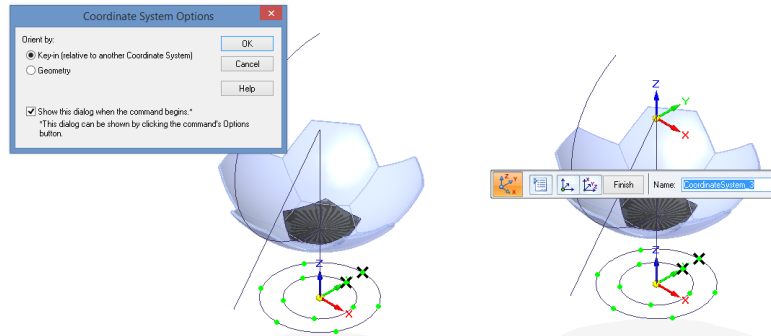 Coordinate System Options
Orient by:
Key-in (relative to another Coordinate System)
Geometry
OK
Cancel
Help
Show this dialog when the command begins.*
*This dialog can be shown by clicking the command's Options
button.
Z
Y
X
Finish
Name:
CoordinateSystem_3
Z
X
Z
X